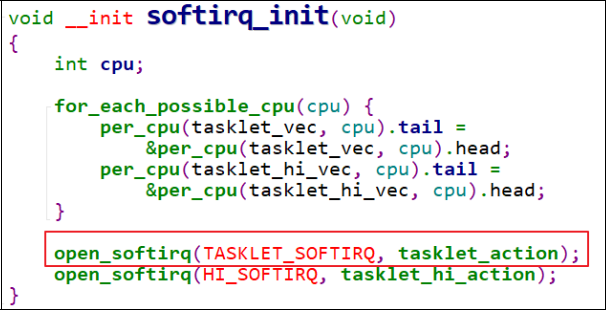 void __init softirq_init(void)
{
    int cpu;
    for_each_possible_cpu(cpu) {
        per_cpu(tasklet_vec, cpu).tail =
            &per_cpu(tasklet_vec, cpu).head;
        per_cpu(tasklet_hi_vec, cpu).tail =
            &per_cpu(tasklet_hi_vec, cpu).head;
    }
    open_softirq(TASKLET_SOFTIRQ, tasklet_action);
    open_softirq(HI_SOFTIRQ, tasklet_hi_action);
}